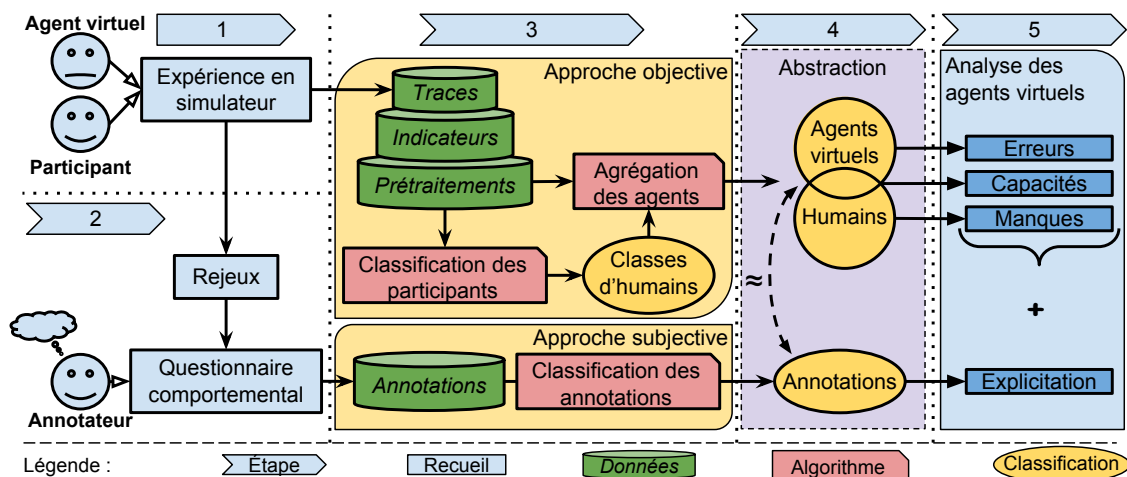 1
3
4
5
Agent virtuel
Expérience en
simulateur
Participant
Approche objective
Traces
Indicateurs
Prétraitements
Agrégation
des agents
Classification des
participants
Classes
d'humains
Abstraction
Agents
virtuels
Humains
≈
Analyse des
agents virtuels
Erreurs
Capacités
Manques
+
2
Rejeux
Questionnaire
comportemental
Annotateur
Approche subjective
Annotations
Classification des
annotations
Annotations
Explicitation
Légende :
Étape
Recueil
Données
Algorithme
Classification